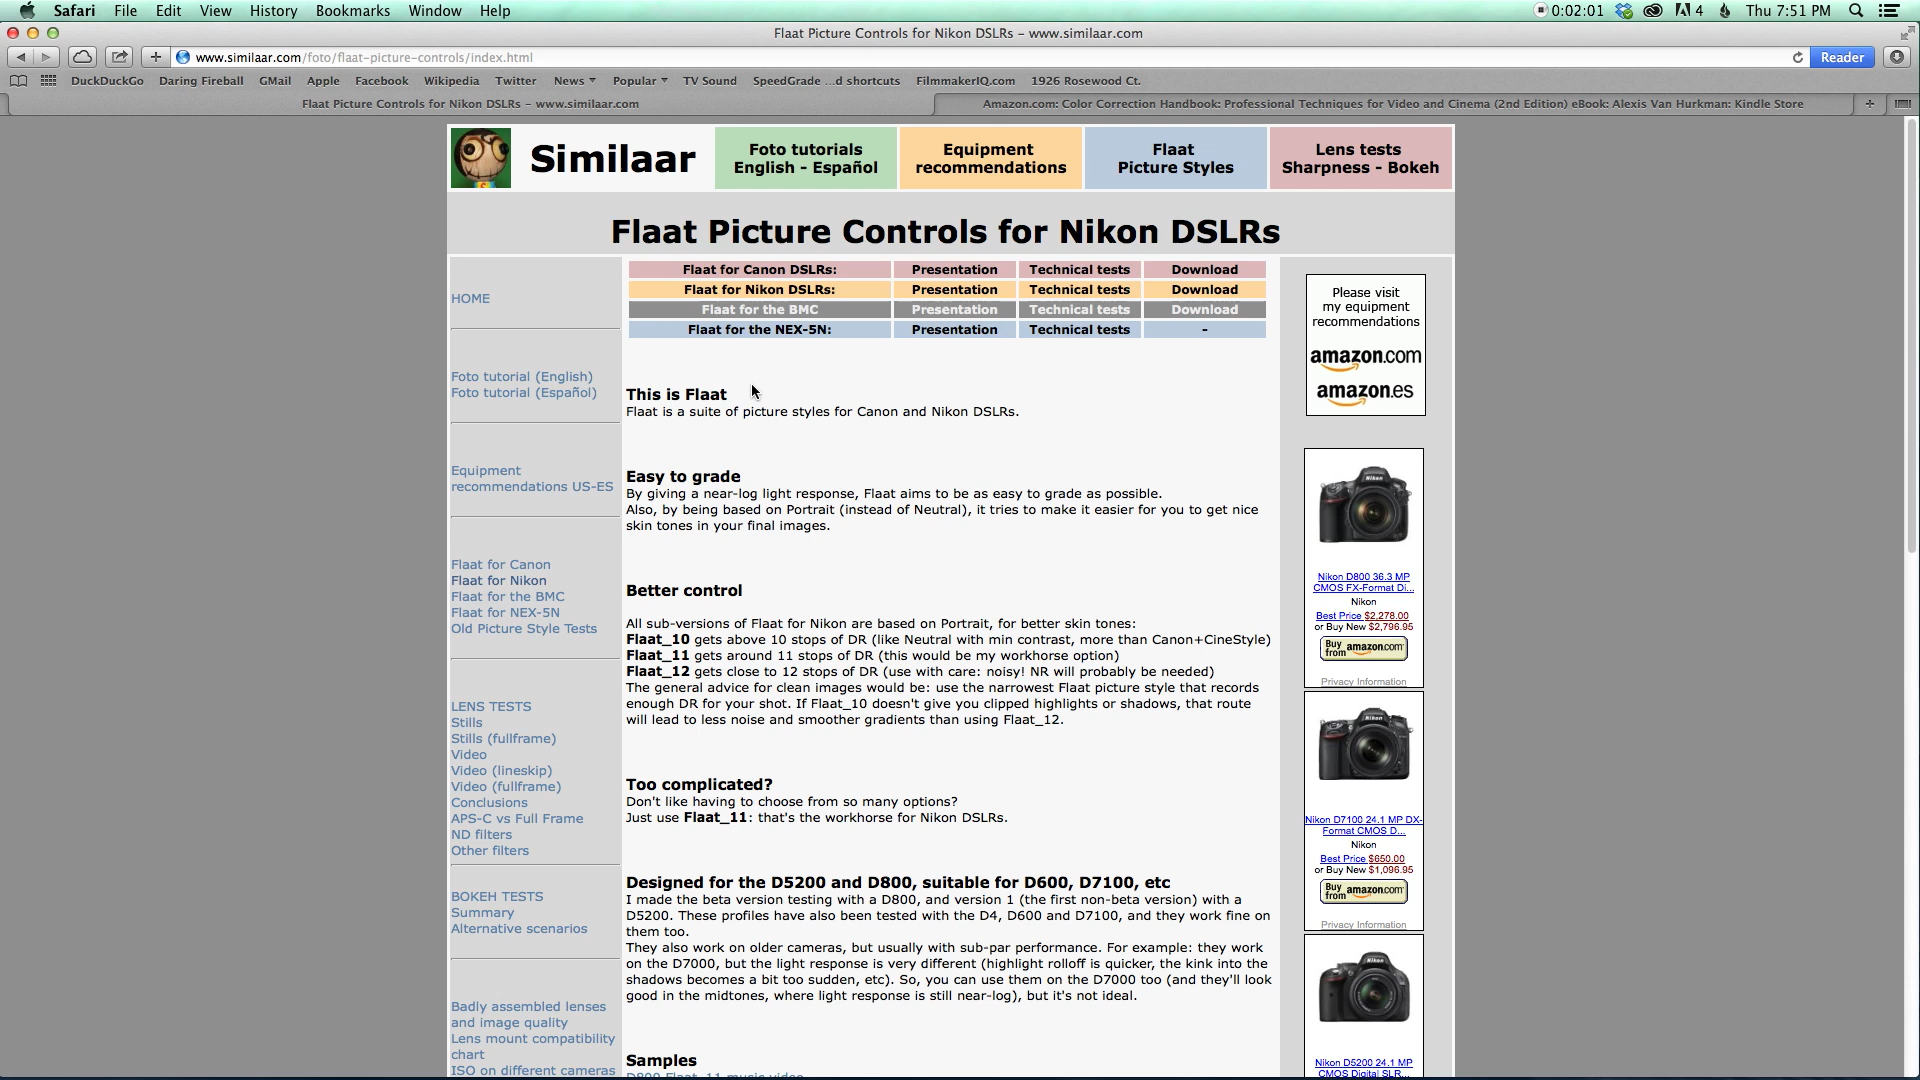 Safari File Edit View History Bookmarks Window Help 0:02:01 4 Thu 7:51 PM
Flaat Picture Controls for Nikon DSLRs – www.similaar.com
www.similaar.com/foto/flaat-picture-controls/index.html Reader
DuckDuckGo Daring Fireball GMail Apple Facebook Wikipedia Twitter News Popular TV Sound SpeedGrade ...d shortcuts FilmmakerIQ.com 1926 Rosewood Ct.
Flaat Picture Controls for Nikon DSLRs – www.similaar.com Amazon.com: Color Correction Handbook: Professional Techniques for Video and Cinema (2nd Edition) eBook: Alexis Van Hurkman: Kindle Store
Similaar
Foto tutorials
English - Español
Equipment
recommendations
Flaat
Picture Styles
Lens tests
Sharpness - Bokeh
Flaat Picture Controls for Nikon DSLRs
HOME
Foto tutorial (English)
Foto tutorial (Español)
Equipment
recommendations US-ES
Flaat for Canon
Flaat for Nikon
Flaat for the BMC
Flaat for NEX-5N
Old Picture Style Tests
LENS TESTS
Stills
Stills (fullframe)
Video
Video (lineskip)
Video (fullframe)
Conclusions
APS-C vs Full Frame
ND filters
Other filters
BOKEH TESTS
Summary
Alternative scenarios
Badly assembled lenses
and image quality
Lens mount compatibility
chart
ISO on different cameras
Flaat for Canon DSLRs: Presentation Technical tests Download
Flaat for Nikon DSLRs: Presentation Technical tests Download
Flaat for the BMC Presentation Technical tests Download
Flaat for the NEX-5N: Presentation Technical tests -
This is Flaat
Flaat is a suite of picture styles for Canon and Nikon DSLRs.
Easy to grade
By giving a near-log light response, Flaat aims to be as easy to grade as possible.
Also, by being based on Portrait (instead of Neutral), it tries to make it easier for you to get nice
skin tones in your final images.
Better control
All sub-versions of Flaat for Nikon are based on Portrait, for better skin tones:
Flaat_10 gets above 10 stops of DR (like Neutral with min contrast, more than Canon+CineStyle)
Flaat_11 gets around 11 stops of DR (this would be my workhorse option)
Flaat_12 gets close to 12 stops of DR (use with care: noisy! NR will probably be needed)
The general advice for clean images would be: use the narrowest Flaat picture style that records
enough DR for your shot. If Flaat_10 doesn't give you clipped highlights or shadows, that route
will lead to less noise and smoother gradients than using Flaat_12.
Too complicated?
Don't like having to choose from so many options?
Just use Flaat_11: that's the workhorse for Nikon DSLRs.
Designed for the D5200 and D800, suitable for D600, D7100, etc
I made the beta version testing with a D800, and version 1 (the first non-beta version) with a
D5200. These profiles have also been tested with the D4, D600 and D7100, and they work fine on
them too.
They also work on older cameras, but usually with sub-par performance. For example: they work
on the D7000, but the light response is very different (highlight rolloff is quicker, the kink into the
shadows becomes a bit too sudden, etc). So, you can use them on the D7000 too (and they'll look
good in the midtones, where light response is still near-log), but it's not ideal.
Samples
D800 Flaat_11 music video
Please visit
my equipment
recommendations
amazon.com
amazon.es
Nikon
Nikon D800 36.3 MP
CMOS FX-Format Di...
Nikon
Best Price $2,278.00
or Buy New $2,796.95
Buy from amazon.com
Privacy Information
Nikon
Nikon D7100 24.1 MP DX-
Format CMOS D...
Nikon
Best Price $650.00
or Buy New $1,096.95
Buy from amazon.com
Privacy Information
Nikon
Nikon D5200 24.1 MP
CMOS Digital SLR...